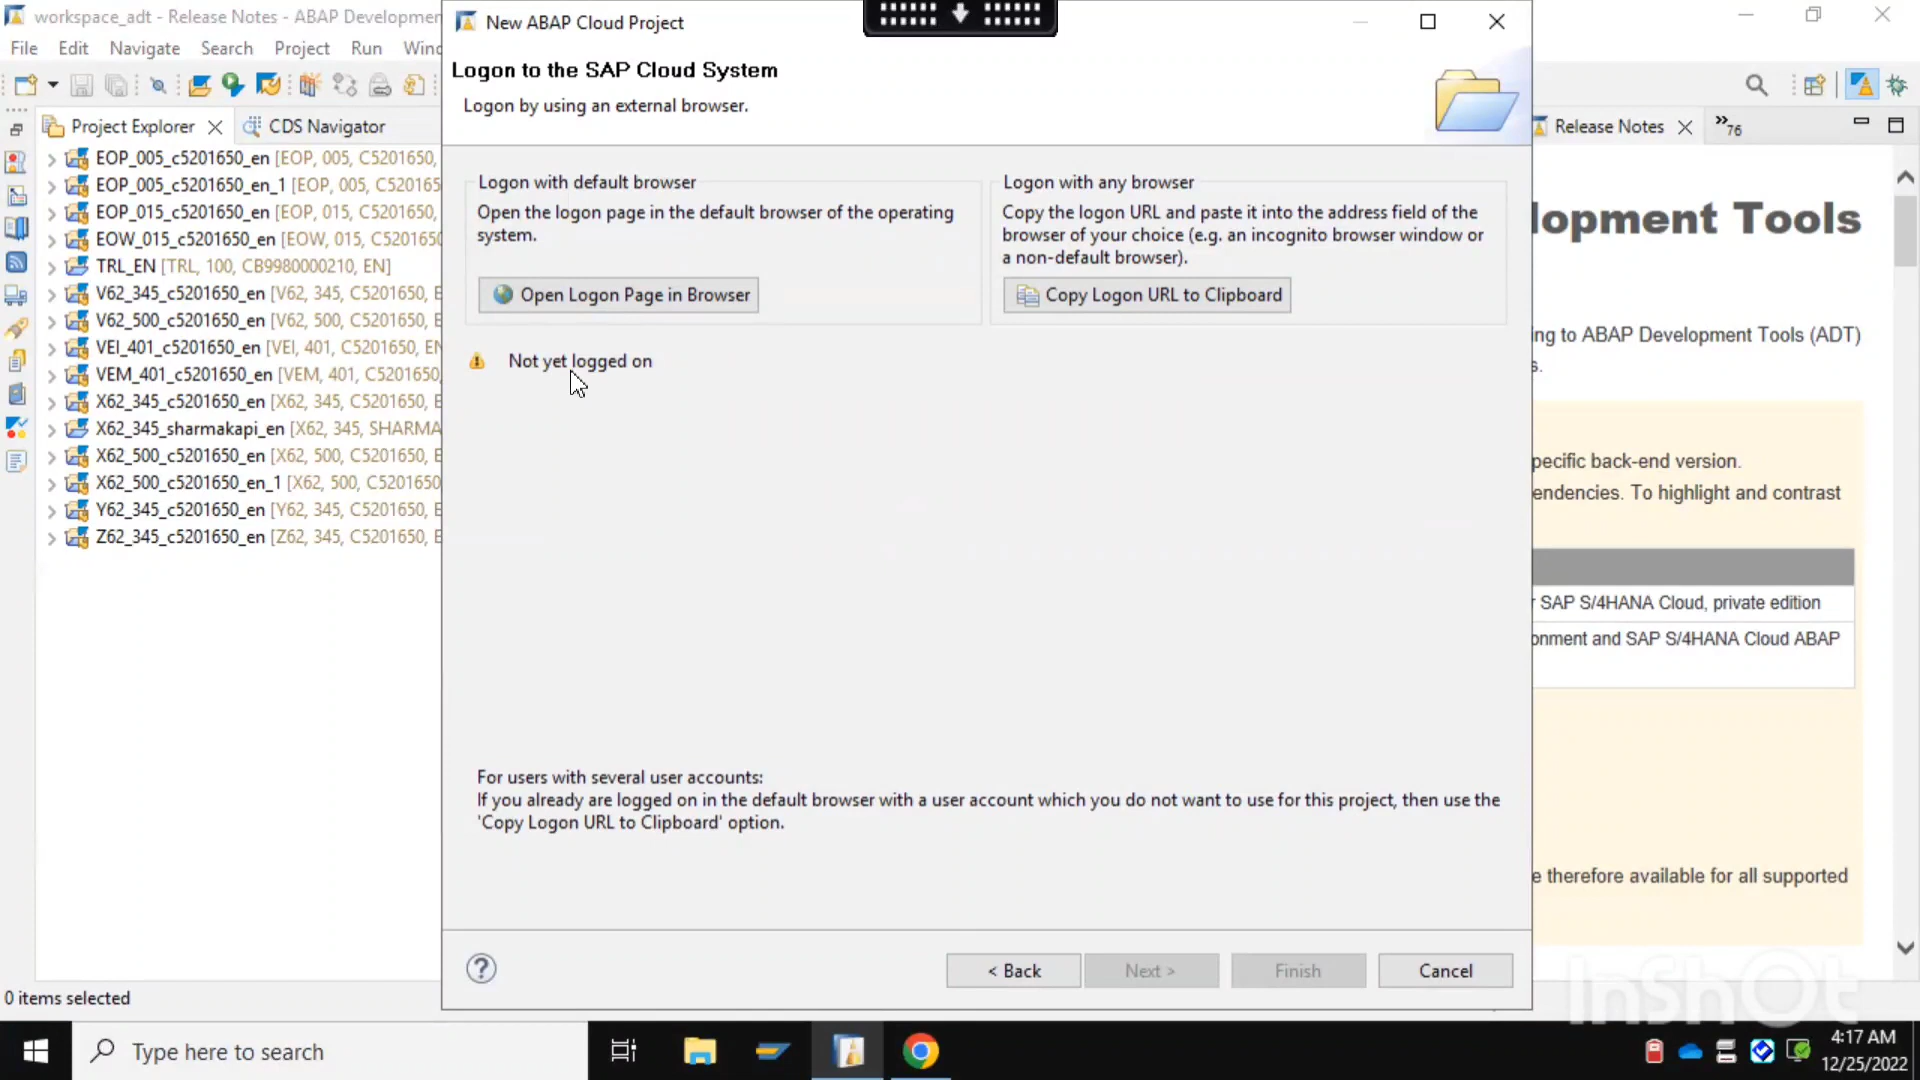 workspace_adt - Release Notes - ABAP Developmen
File Edit Navigate Search Project Run Wind
Project Explorer
CDS Navigator
EOP_005_c5201650_en [EOP, 005, C5201650,
EOP_005_c5201650_en_1 [EOP, 005, C520165
EOP_015_c5201650_en [EOP, 015, C5201650,
EOW_015_c5201650_en [EOW, 015, C5201650
TRL_EN [TRL, 100, CB9980000210, EN]
V62_345_c5201650_en [V62, 345, C5201650, E
V62_500_c5201650_en [V62, 500, C5201650, E
VEI_401_c5201650_en [VEI, 401, C5201650, EN
VEM_401_c5201650_en [VEM, 401, C5201650,
X62_345_c5201650_en [X62, 345, C5201650, E
X62_345_sharmakapi_en [X62, 345, SHARMA
X62_500_c5201650_en [X62, 500, C5201650, E
X62_500_c5201650_en_1 [X62, 500, C5201650
Y62_345_c5201650_en [Y62, 345, C5201650, E
Z62_345_c5201650_en [Z62, 345, C5201650, E
0 items selected
New ABAP Cloud Project
Logon to the SAP Cloud System
Logon by using an external browser.
Logon with default browser
Open the logon page in the default browser of the operating
system.
Open Logon Page in Browser
Logon with any browser
Copy the logon URL and paste it into the address field of the
browser of your choice (e.g. an incognito browser window or
a non-default browser).
Copy Logon URL to Clipboard
Not yet logged on
For users with several user accounts:
If you already are logged on in the default browser with a user account which you do not want to use for this project, then use the
'Copy Logon URL to Clipboard' option.
< Back
Next >
Finish
Cancel
Release Notes
76
lopment Tools
ing to ABAP Development Tools (ADT)
s.
pecific back-end version.
endencies. To highlight and contrast
r SAP S/4HANA Cloud, private edition
onment and SAP S/4HANA Cloud ABAP
e therefore available for all supported
InShOt
Type here to search
4:17 AM
12/25/2022